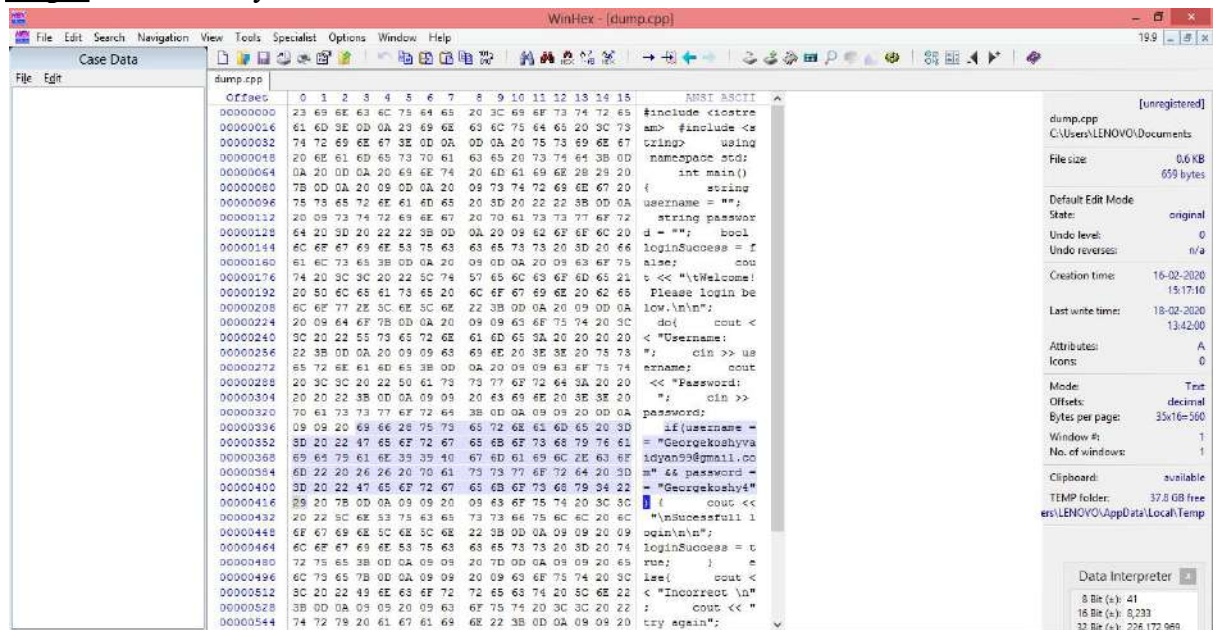 WinHex - [dump.cpp]
File Edit Search Navigation View Tools Specialist Options Window Help
19.9
Case Data
File Edit
dump.cpp
Offset 0 1 2 3 4 5 6 7 8 9 10 11 12 13 14 15 ANSI ASCII
00000000 23 69 6E 63 6C 75 64 65 20 3C 69 6F 73 74 72 65 #include <iostre
00000016 61 6D 3E 0D 0A 23 69 6E 63 6C 75 64 65 20 3C 73 am> #include <s
00000032 74 72 69 6E 67 3E 0D 0A 0D 0A 20 75 73 69 6E 67 tring> using
00000048 20 6E 61 6D 65 73 70 61 63 65 20 73 74 64 3B 0D namespace std;
00000064 0A 20 0D 0A 20 69 6E 74 20 6D 61 69 6E 28 29 20 int main()
00000080 7B 0D 0A 20 09 0D 0A 20 09 73 74 72 69 6E 67 20 { string
00000096 75 73 65 72 6E 61 6D 65 20 3D 20 22 22 3B 0D 0A username = "";
00000112 20 09 73 74 72 69 6E 67 20 70 61 73 73 77 6F 72 string passwor
00000128 64 20 3D 20 22 22 3B 0D 0A 20 09 62 6F 6F 6C 20 d = ""; bool
00000144 6C 6F 67 69 6E 53 75 63 63 65 73 73 20 3D 20 66 loginSuccess = f
00000160 61 6C 73 65 3B 0D 0A 20 09 0D 0A 20 09 63 6F 75 alse; cou
00000176 74 20 3C 3C 20 22 5C 74 57 65 6C 63 6F 6D 65 21 t << "\tWelcome!
00000192 20 50 6C 65 61 73 65 20 6C 6F 67 69 6E 20 62 65 Please login be
00000208 6C 6F 77 2E 5C 6E 5C 6E 22 3B 0D 0A 20 09 0D 0A low.\n\n";
00000224 20 09 64 6F 7B 0D 0A 20 09 09 63 6F 75 74 20 3C do{ cout <
00000240 3C 20 22 55 73 65 72 6E 61 6D 65 3A 20 20 20 20 < "Username:
00000256 22 3B 0D 0A 20 09 09 63 69 6E 20 3E 3E 20 75 73 "; cin >> us
00000272 65 72 6E 61 6D 65 3B 0D 0A 20 09 09 63 6F 75 74 ername; cout
00000288 20 3C 3C 20 22 50 61 73 73 77 6F 72 64 3A 20 20 << "Password:
00000304 20 20 22 3B 0D 0A 09 09 20 63 69 6E 20 3E 3E 20 "; cin >>
00000320 70 61 73 73 77 6F 72 64 3B 0D 0A 09 09 20 0D 0A password;
00000336 09 09 20 69 66 28 75 73 65 72 6E 61 6D 65 20 3D if(username =
00000352 3D 20 22 47 65 6F 72 67 65 6B 6F 73 68 79 76 61 = "Georgekoshyva
00000368 69 64 79 61 6E 39 39 40 67 6D 61 69 6C 2E 63 6F idyan99@gmail.co
00000384 6D 22 20 26 26 20 70 61 73 73 77 6F 72 64 20 3D m" && password =
00000400 3D 20 22 47 65 6F 72 67 65 6B 6F 73 68 79 34 22 = "Georgekoshy4"
00000416 29 20 7B 0D 0A 09 09 20 09 63 6F 75 74 20 3C 3C ) { cout <<
00000432 20 22 5C 6E 53 75 63 65 73 73 66 75 6C 6C 20 6C "\nSucessfull l
00000448 6F 67 69 6E 5C 6E 5C 6E 22 3B 0D 0A 09 09 20 09 ogin\n\n";
00000464 6C 6F 67 69 6E 53 75 63 63 65 73 73 20 3D 20 74 loginSuccess = t
00000480 72 75 65 3B 0D 0A 09 09 20 7D 0D 0A 09 09 20 65 rue; } e
00000496 6C 73 65 7B 0D 0A 09 09 20 09 63 6F 75 74 20 3C lse{ cout <
00000512 3C 20 22 49 6E 63 6F 72 72 65 63 74 20 5C 6E 22 < "Incorrect \n"
00000528 3B 0D 0A 09 09 20 09 63 6F 75 74 20 3C 3C 20 22 ; cout << "
00000544 74 72 79 20 61 67 61 69 6E 22 3B 0D 0A 09 09 20 try again";
[unregistered]
dump.cpp
C:\Users\LENOVO\Documents
File size: 0.6 KB
659 bytes
Default Edit Mode
State: original
Undo level: 0
Undo reverses: n/a
Creation time: 16-02-2020
15:17:10
Last write time: 18-02-2020
13:42:00
Attributes: A
Icons: 0
Mode: Text
Offsets: decimal
Bytes per page: 35x16=560
Window #: 1
No. of windows: 1
Clipboard: available
TEMP folder: 37.8 GB free
ers\LENOVO\AppData\Local\Temp
Data Interpreter
8 Bit (±): 41
16 Bit (±): 8,233
32 Bit (±): 226,172,969